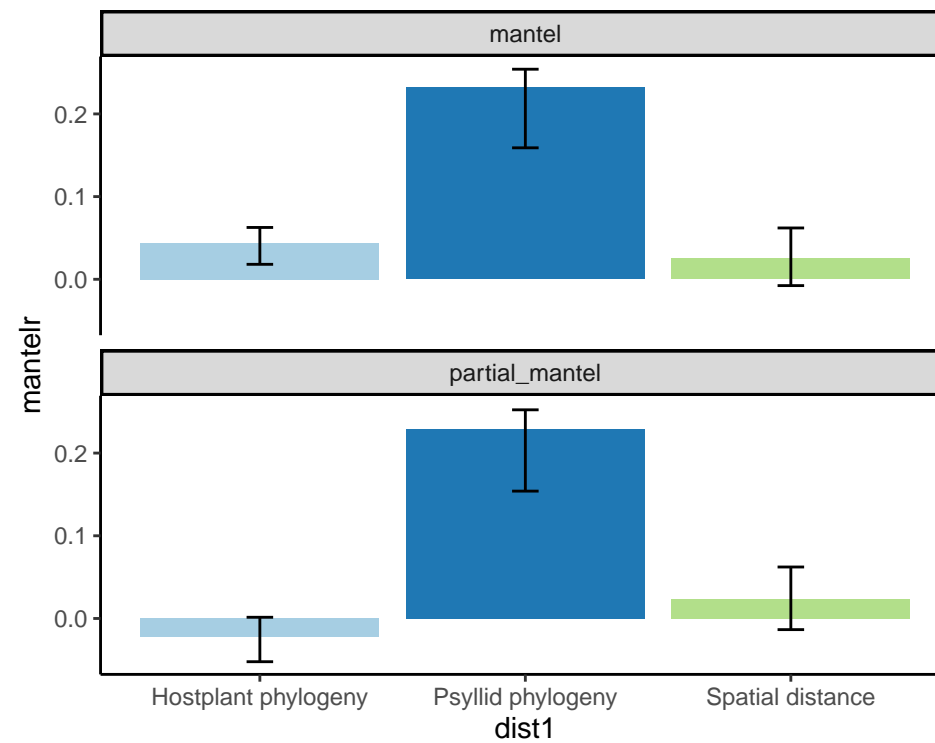 mantel
0.2
0.1
0.0
mantelr
partial_mantel
0.2
0.1
0.0
Hostplant phylogeny Psyllid phylogeny Spatial distance
dist1